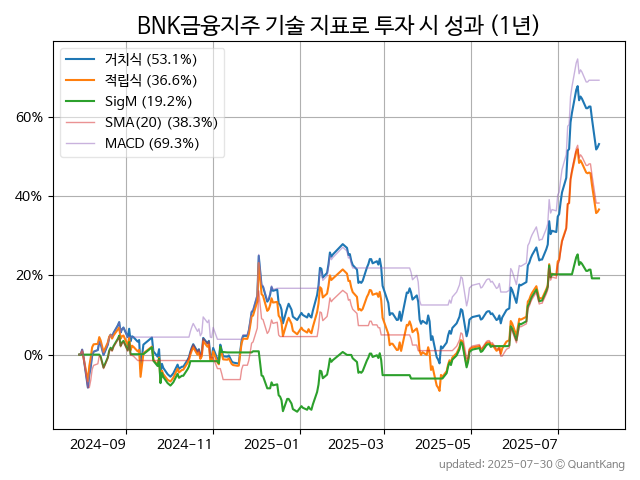 BNK금융지주 기술 지표로 투자 시 성과 (1년)
거치식 (53.1%)
적립식 (36.6%)
SigM (19.2%)
SMA(20) (38.3%)
MACD (69.3%)
60%
40%
20%
0%
2024-09 2024-11 2025-01 2025-03 2025-05 2025-07
updated: 2025-07-30 © QuantKang